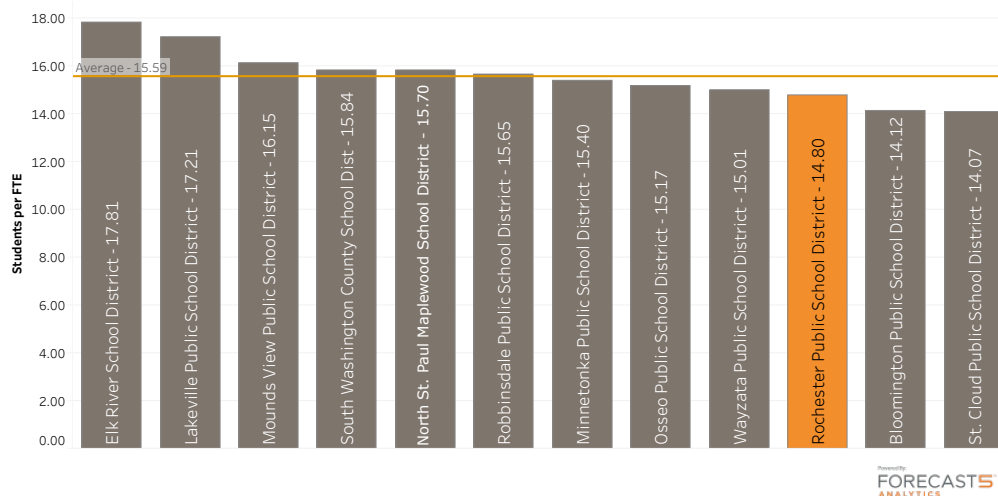 18.00
16.00
14.00
12.00
10.00
8.00
6.00
4.00
2.00
0.00
Students per FTE
Average - 15.59
Elk River School District - 17.81
Lakeville Public School District - 17.21
Mounds View Public School District - 16.15
South Washington County School Dist - 15.84
North St. Paul Maplewood School District - 15.70
Robbinsdale Public School District - 15.65
Minnetonka Public School District - 15.40
Osseo Public School District - 15.17
Wayzata Public School District - 15.01
Rochester Public School District - 14.80
Bloomington Public School District - 14.12
St. Cloud Public School District - 14.07
Powered By:
FORECAST5
ANALYTICS